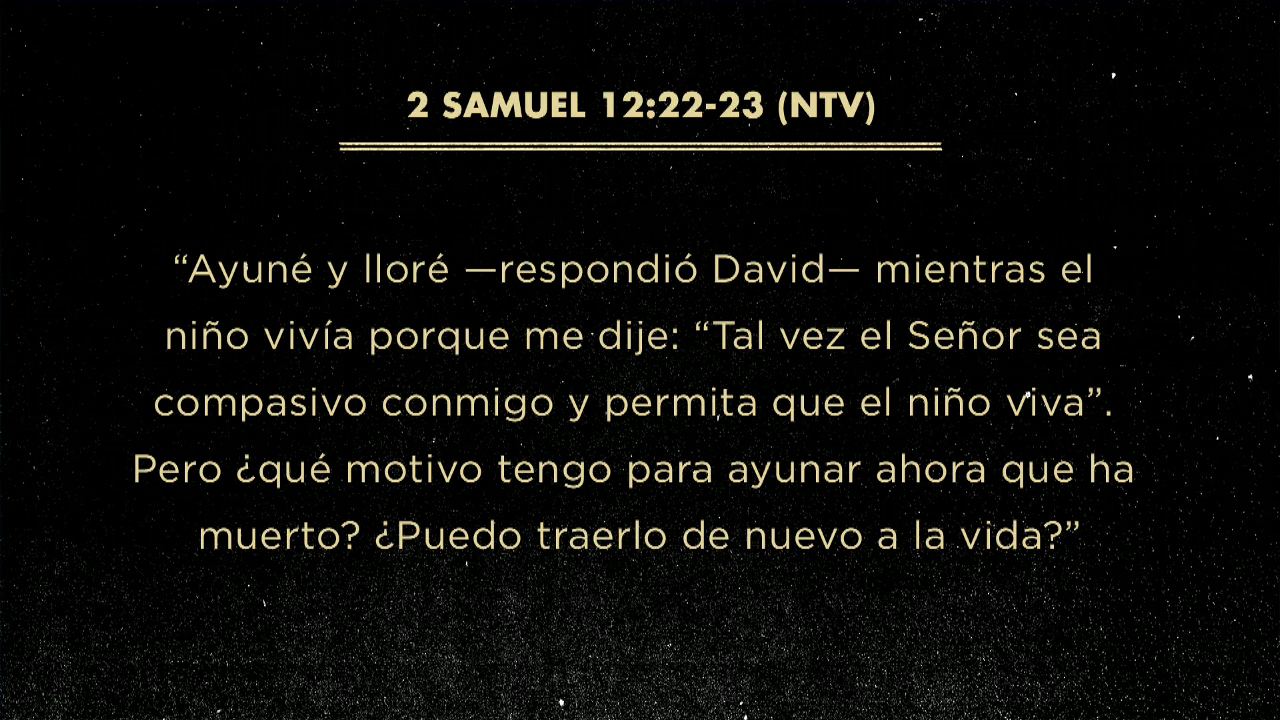 2 SAMUEL 12:22-23 (NTV)
“Ayuné y lloré —respondió David— mientras el
niño vivía porque me dije: “Tal vez el Señor sea
compasivo conmigo y permita que el niño viva”.
Pero ¿qué motivo tengo para ayunar ahora que ha
muerto? ¿Puedo traerlo de nuevo a la vida?”